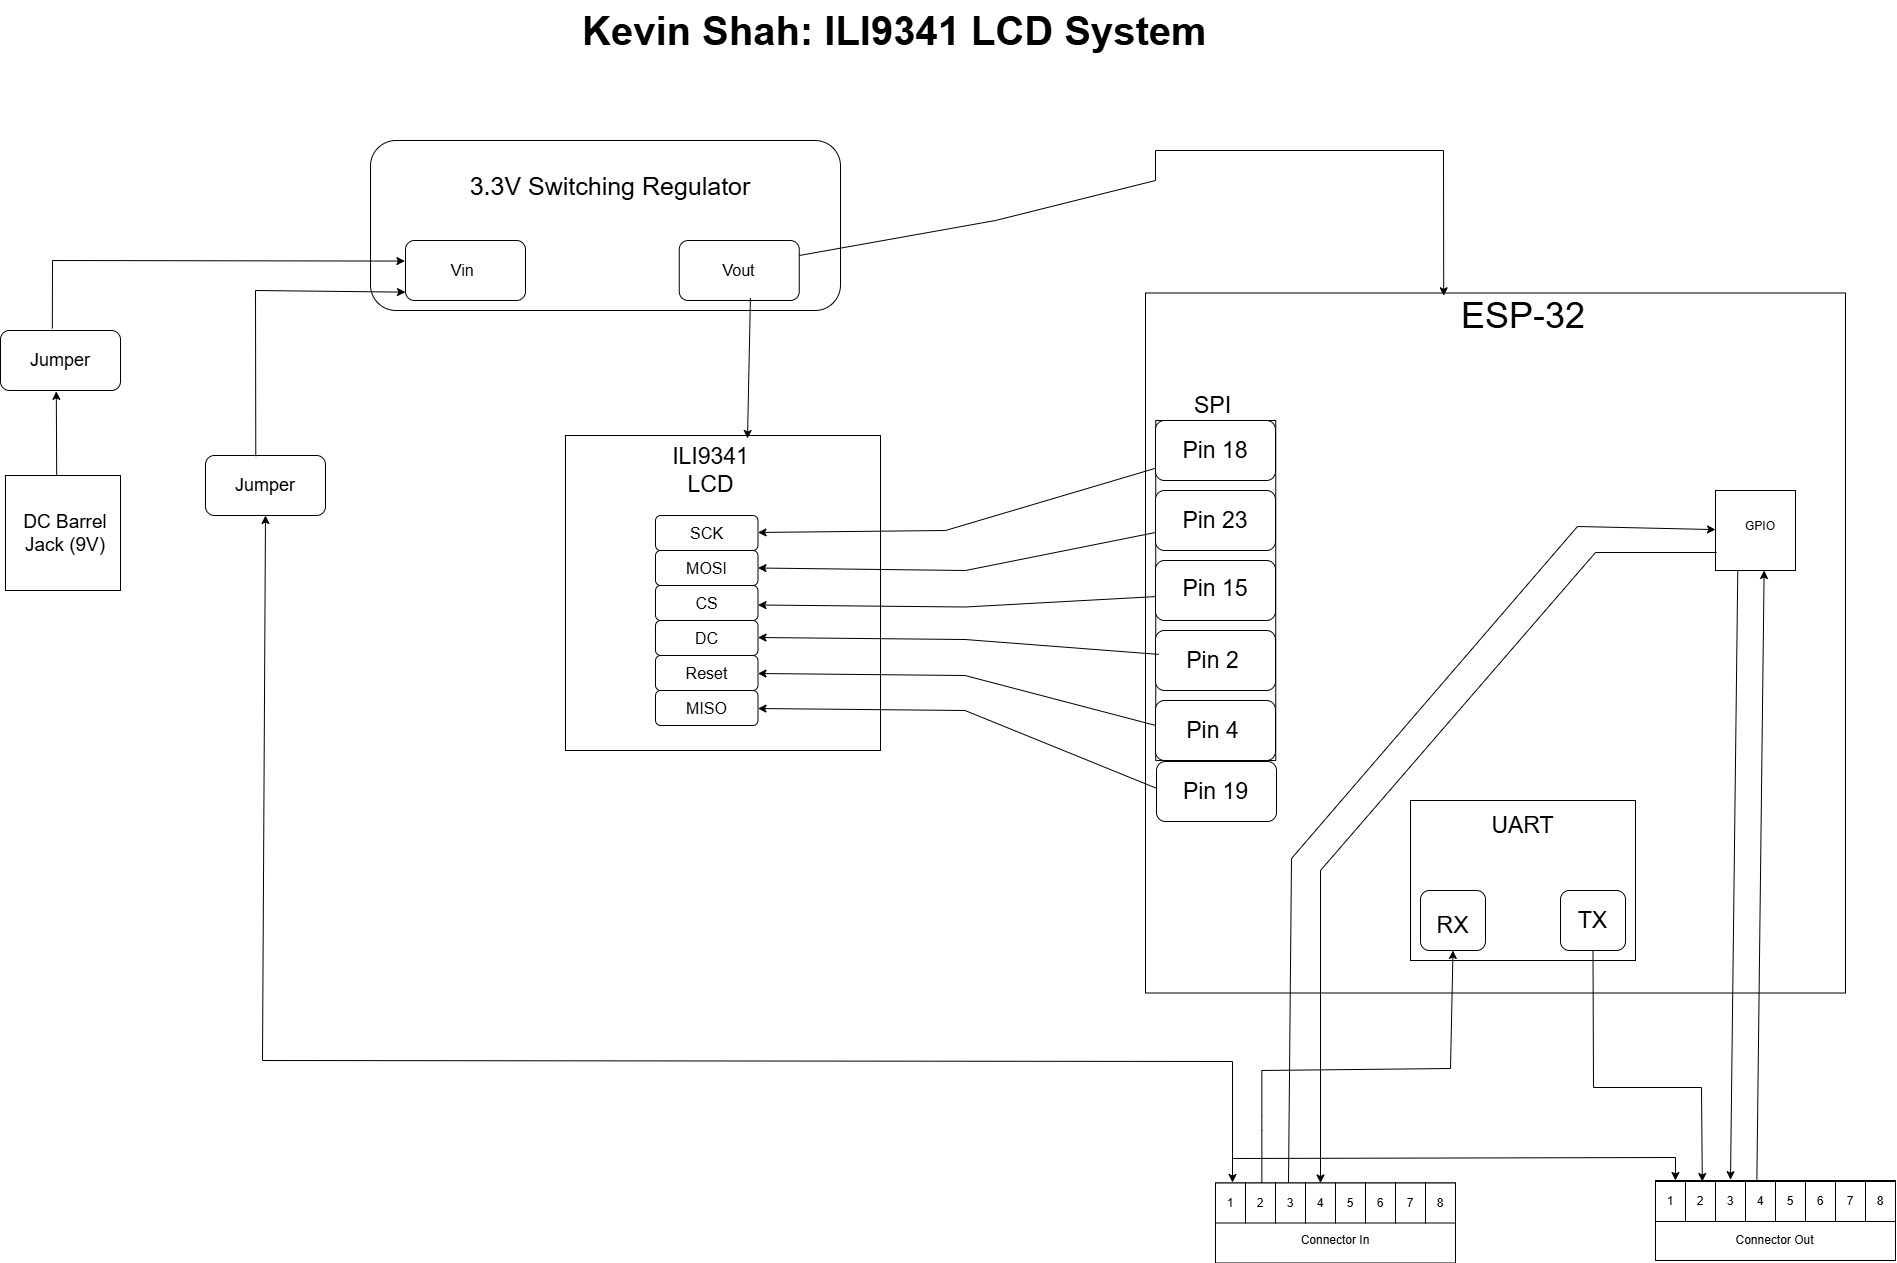 Kevin Shah: ILI9341 LCD System
3.3V Switching Regulator
Vin
Vout
Jumper
DC Barrel
Jack (9V)
Jumper
ILI9341
LCD
SCK
MOSI
CS
DC
Reset
MISO
ESP-32
SPI
Pin 18
Pin 23
Pin 15
Pin 2
Pin 4
Pin 19
GPIO
UART
RX
TX
1 2 3 4 5 6 7 8
Connector In
1 2 3 4 5 6 7 8
Connector Out